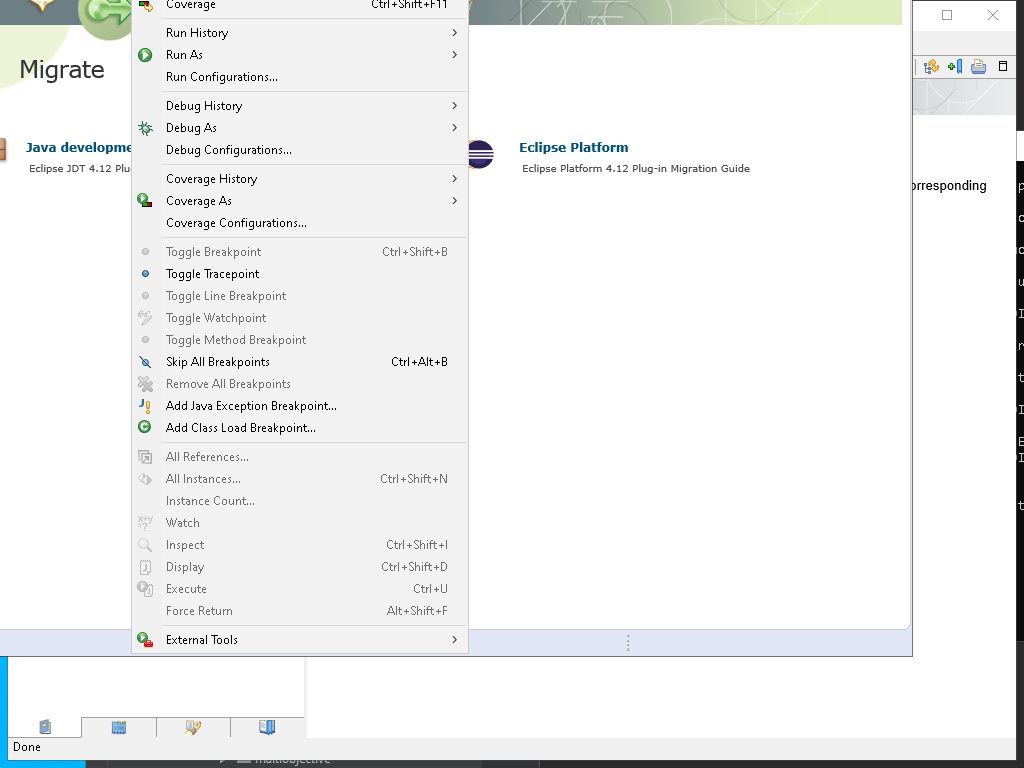 Coverage Ctrl+Shift+F11
Migrate
Run History
Run As
Run Configurations...
Debug History
Debug As
Debug Configurations...
Java developme
Eclipse JDT 4.12 Plu
Eclipse Platform
Eclipse Platform 4.12 Plug-in Migration Guide
orresponding
Coverage History
Coverage As
Coverage Configurations...
Toggle Breakpoint Ctrl+Shift+B
Toggle Tracepoint
Toggle Line Breakpoint
Toggle Watchpoint
Toggle Method Breakpoint
Skip All Breakpoints Ctrl+Alt+B
Remove All Breakpoints
Add Java Exception Breakpoint...
Add Class Load Breakpoint...
All References...
All Instances... Ctrl+Shift+N
Instance Count...
Watch
Inspect Ctrl+Shift+I
Display Ctrl+Shift+D
Execute Ctrl+U
Force Return Alt+Shift+F
External Tools
Done
multiobjective